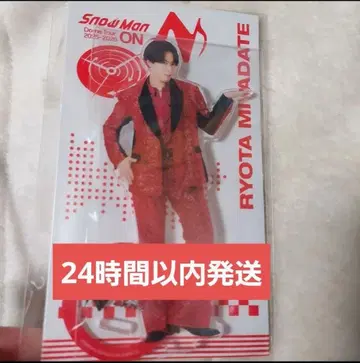 Snow Man
Dome Tour
2025-2026
ON
RYOTA MIYADATE
24時間以内発送